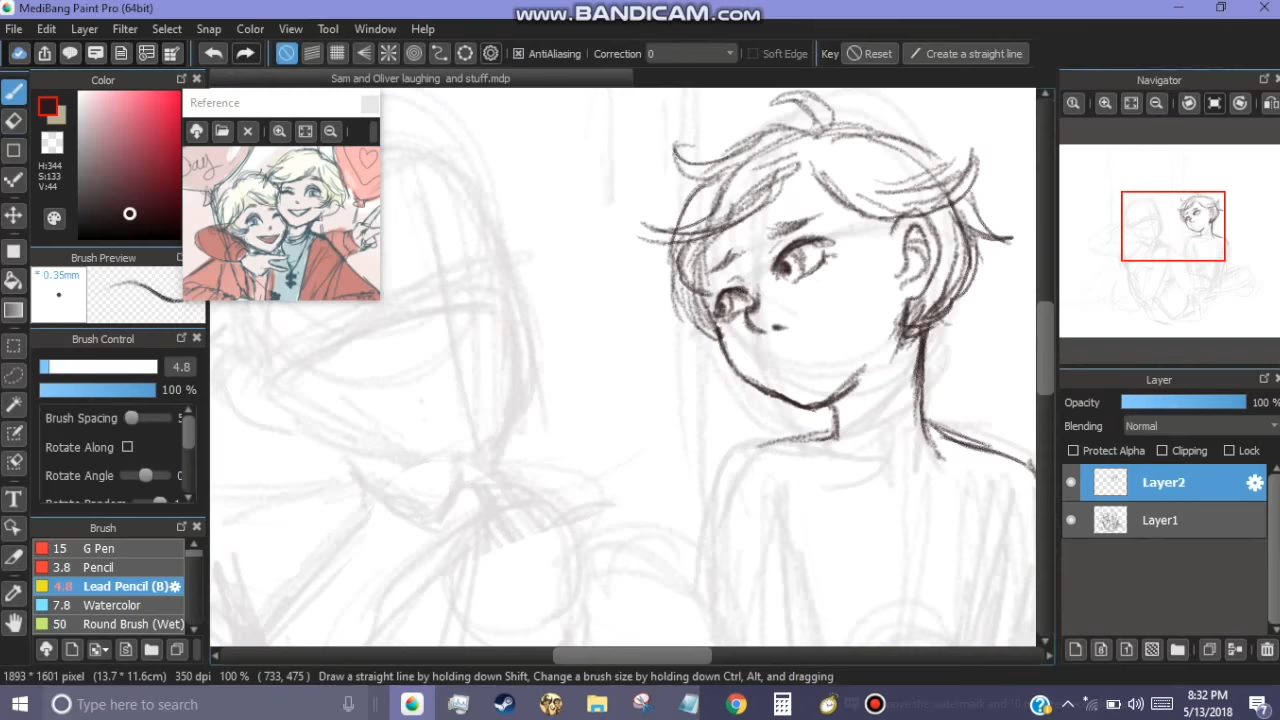 MediBang Paint Pro (64bit)
www.BANDICAM.com
File Edit Layer Filter Select Snap Color View Tool Window Help
AntiAliasing Correction 0 Soft Edge Key Reset Create a straight line
Color
Sam and Oliver laughing and stuff.mdp
Navigator
Reference
H:344
S:133
V:44
Day
Brush Preview
* 0.35mm
Brush Control
4.8
100 %
Brush Spacing 5
Rotate Along
Rotate Angle 0
Rotate Random 1
Brush
15 G Pen
3.8 Pencil
4.8 Lead Pencil (B)
7.8 Watercolor
50 Round Brush (Wet)
Layer
Opacity 100 %
Blending Normal
Protect Alpha Clipping Lock
Layer2
Layer1
1893 * 1601 pixel (13.7 * 11.6cm) 350 dpi 100 % ( 733, 475 ) Draw a straight line by holding down Shift, Change a brush size by holding down Ctrl, Alt, and dragging
Type here to search
8:32 PM
5/13/2018